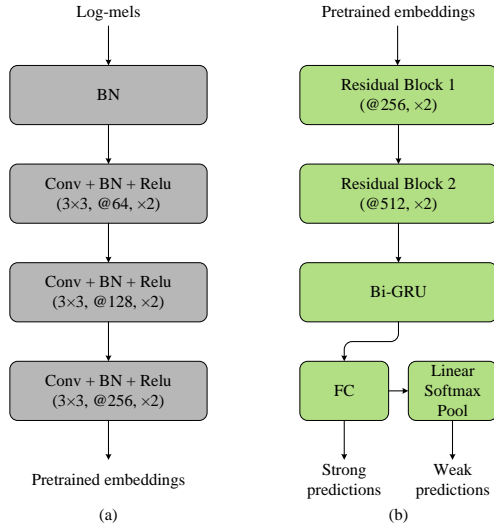 Log-mels
BN
Conv + BN + Relu
(3×3, @64, ×2)
Conv + BN + Relu
(3×3, @128, ×2)
Conv + BN + Relu
(3×3, @256, ×2)
Pretrained embeddings
(a)
Pretrained embeddings
Residual Block 1
(@256, ×2)
Residual Block 2
(@512, ×2)
Bi-GRU
FC
Linear
Softmax
Pool
Strong
predictions
Weak
predictions
(b)